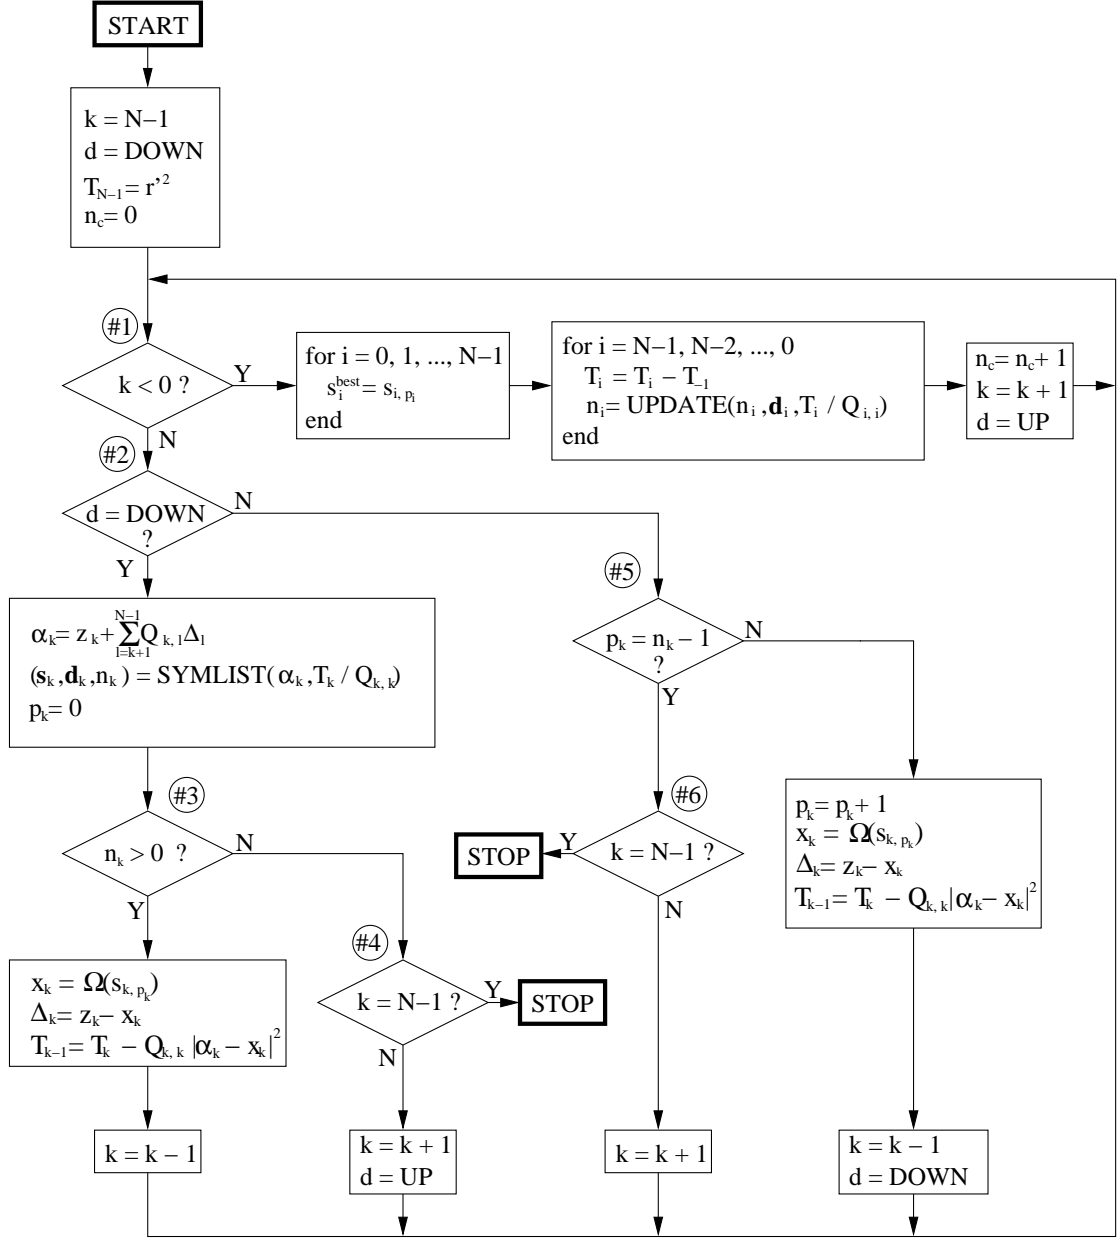 START
k = N–1
d = DOWN
T_{N–1} = r'^2
n_c = 0
#1
k < 0 ?
Y
N
for i = 0, 1, ..., N–1
s_i^{best} = s_{i, p_i}
end
for i = N–1, N–2, ..., 0
T_i = T_i – T_{–1}
n_i = UPDATE(n_i , d_i , T_i / Q_{i, i})
end
n_c = n_c + 1
k = k + 1
d = UP
#2
d = DOWN
?
N
Y
α_k = z_k + ∑_{l=k+1}^{N–1} Q_{k, l} Δ_l
(s_k, d_k, n_k) = SYMLIST(α_k, T_k / Q_{k, k})
p_k = 0
#5
p_k = n_k – 1
?
N
Y
#3
n_k > 0 ?
N
Y
#6
k = N–1 ?
Y
N
STOP
p_k = p_k + 1
x_k = Ω(s_{k, p_k})
Δ_k = z_k – x_k
T_{k–1} = T_k – Q_{k, k} |α_k – x_k|^2
#4
k = N–1 ?
Y
N
STOP
x_k = Ω(s_{k, p_k})
Δ_k = z_k – x_k
T_{k–1} = T_k – Q_{k, k} |α_k – x_k|^2
k = k - 1
k = k + 1
d = UP
k = k + 1
k = k – 1
d = DOWN